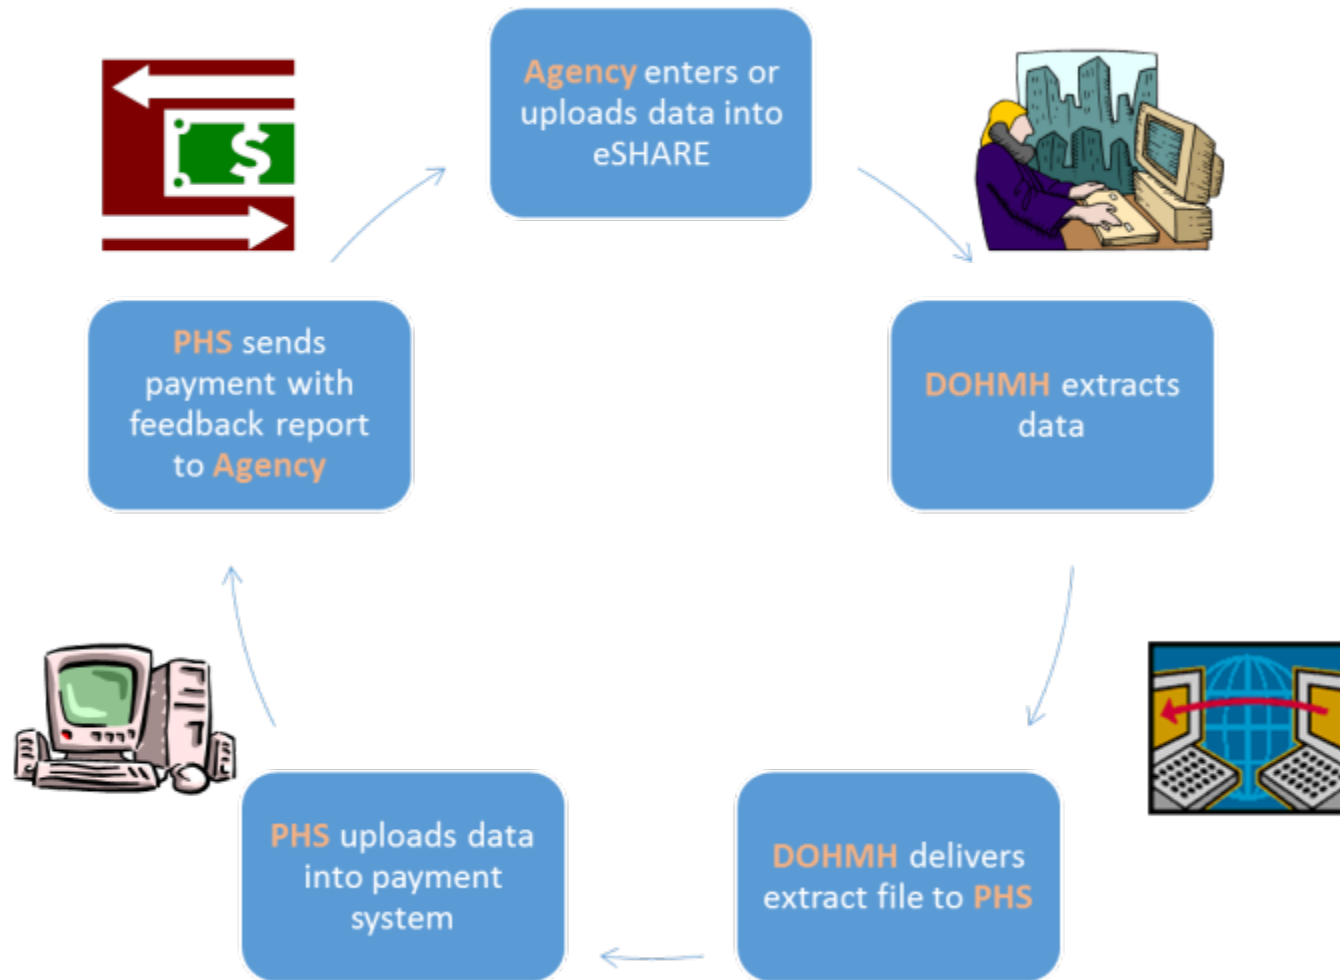 Agency enters or
uploads data into
eSHARE
DOHMH extracts
data
DOHMH delivers
extract file to PHS
PHS uploads data
into payment
system
PHS sends
payment with
feedback report
to Agency
$